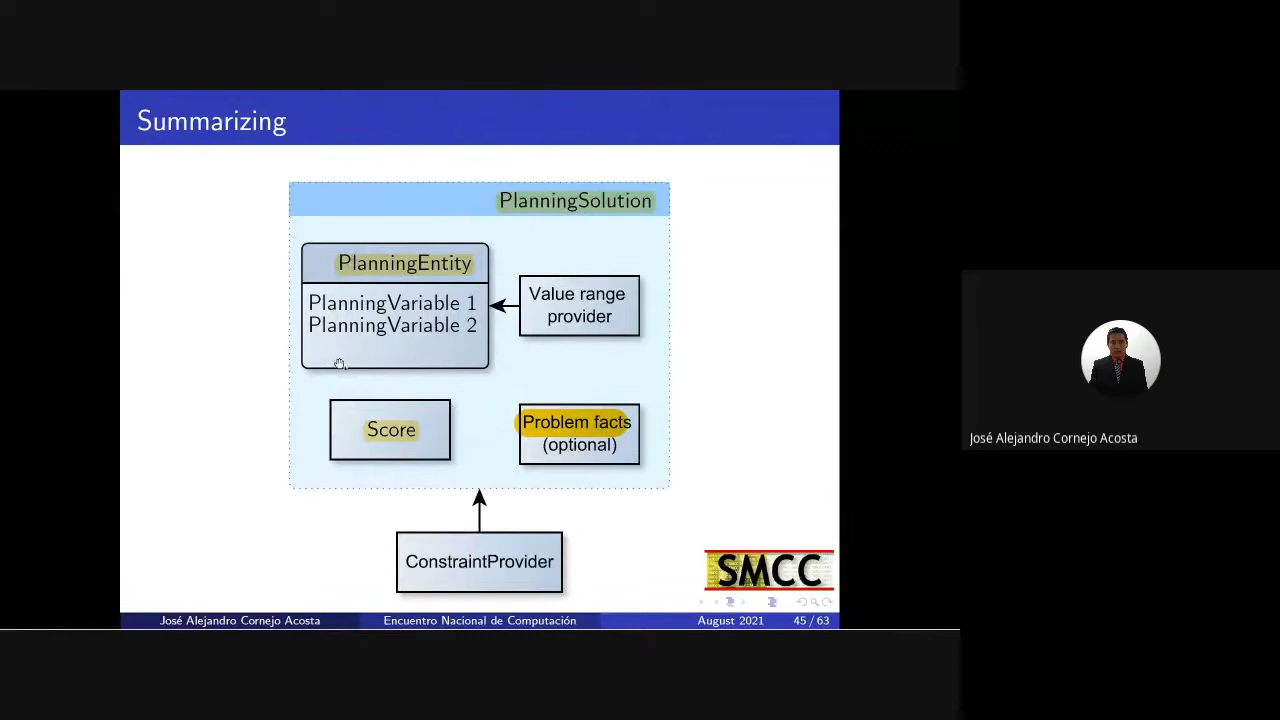 Summarizing
PlanningSolution
PlanningEntity
PlanningVariable 1
PlanningVariable 2
Value range
provider
Score
Problem facts
(optional)
ConstraintProvider
SMCC
José Alejandro Cornejo Acosta
Encuentro Nacional de Computación
August 2021
45 / 63
José Alejandro Cornejo Acosta